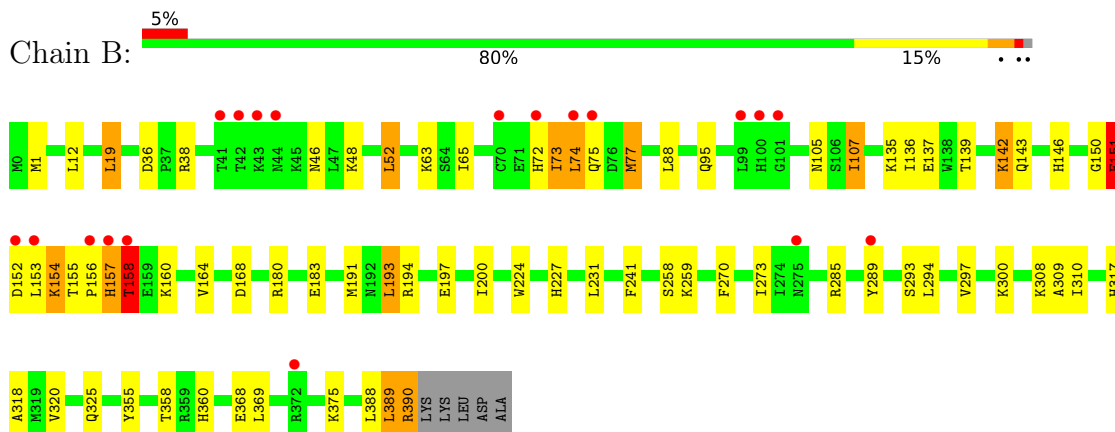 5%
Chain B:
80% 15% • ••
M0 M1 L12 L19 D36 P37 R38 T41 T42 K43 N44 K45 N46 L47 K48 L52 K63 S64 I65 C70 E71 H72 I73 L74 Q75 D76 M77 L88 Q95 L99 H100 G101 N105 S106 I107 K135 I136 E137 W138 T139 K142 Q143 H146 G150
D152 L153 K154 T155 P156 H157 T158 E159 K160 V164 D168 R180 E183 M191 N192 L193 R194 E197 I200 W224 H227 L231 F241 S258 K259 F270 I273 I274 N275 R285 Y289 S293 L294 V297 K300 K308 A309 I310 H317
A318 M319 V320 Q325 Y355 T358 R359 H360 E368 L369 R372 K375 L388 L389 R390 LYS LYS LEU ASP ALA